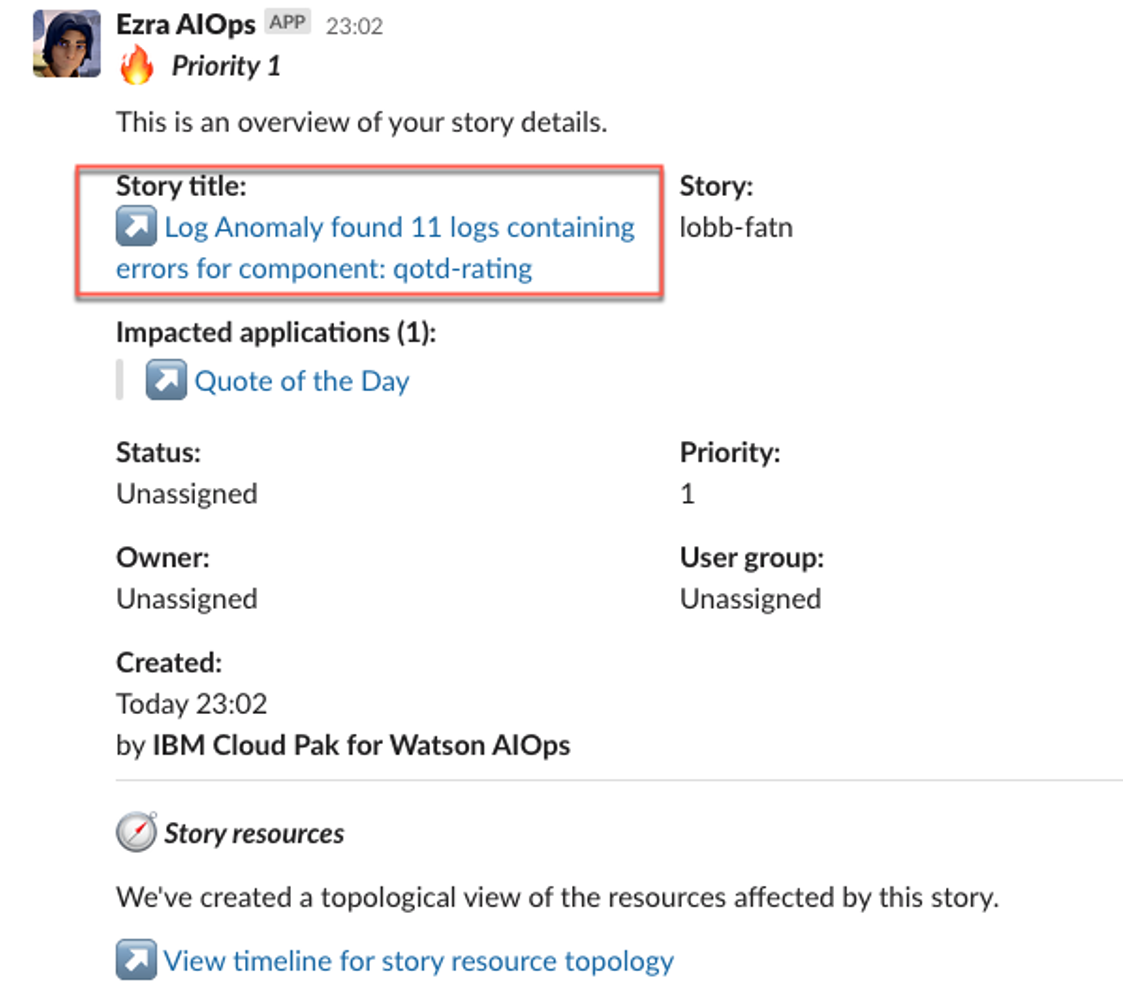 Ezra AIOps APP 23:02
Priority 1
This is an overview of your story details.
Story title:
Log Anomaly found 11 logs containing
errors for component: qotd-rating
Story:
lobb-fatn
Impacted applications (1):
Quote of the Day
Status:
Unassigned
Priority:
1
Owner:
Unassigned
User group:
Unassigned
Created:
Today 23:02
by IBM Cloud Pak for Watson AIOps
Story resources
We've created a topological view of the resources affected by this story.
View timeline for story resource topology